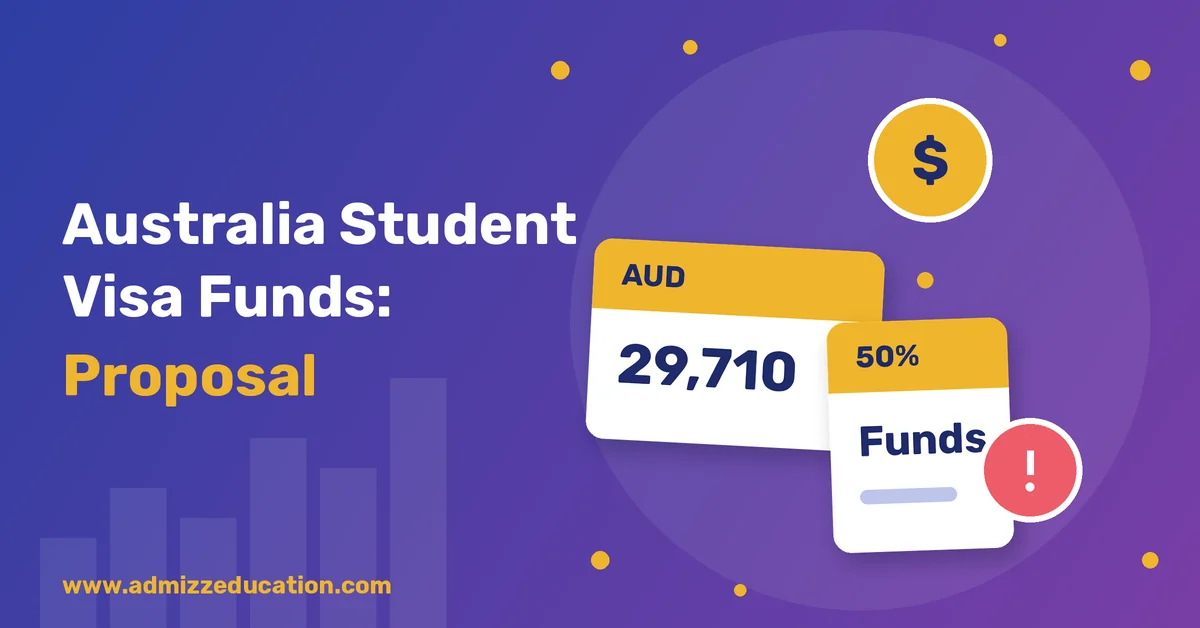 Australia Student
Visa Funds:
Proposal
$
AUD
29,710
50%
Funds
!
www.admizzeducation.com